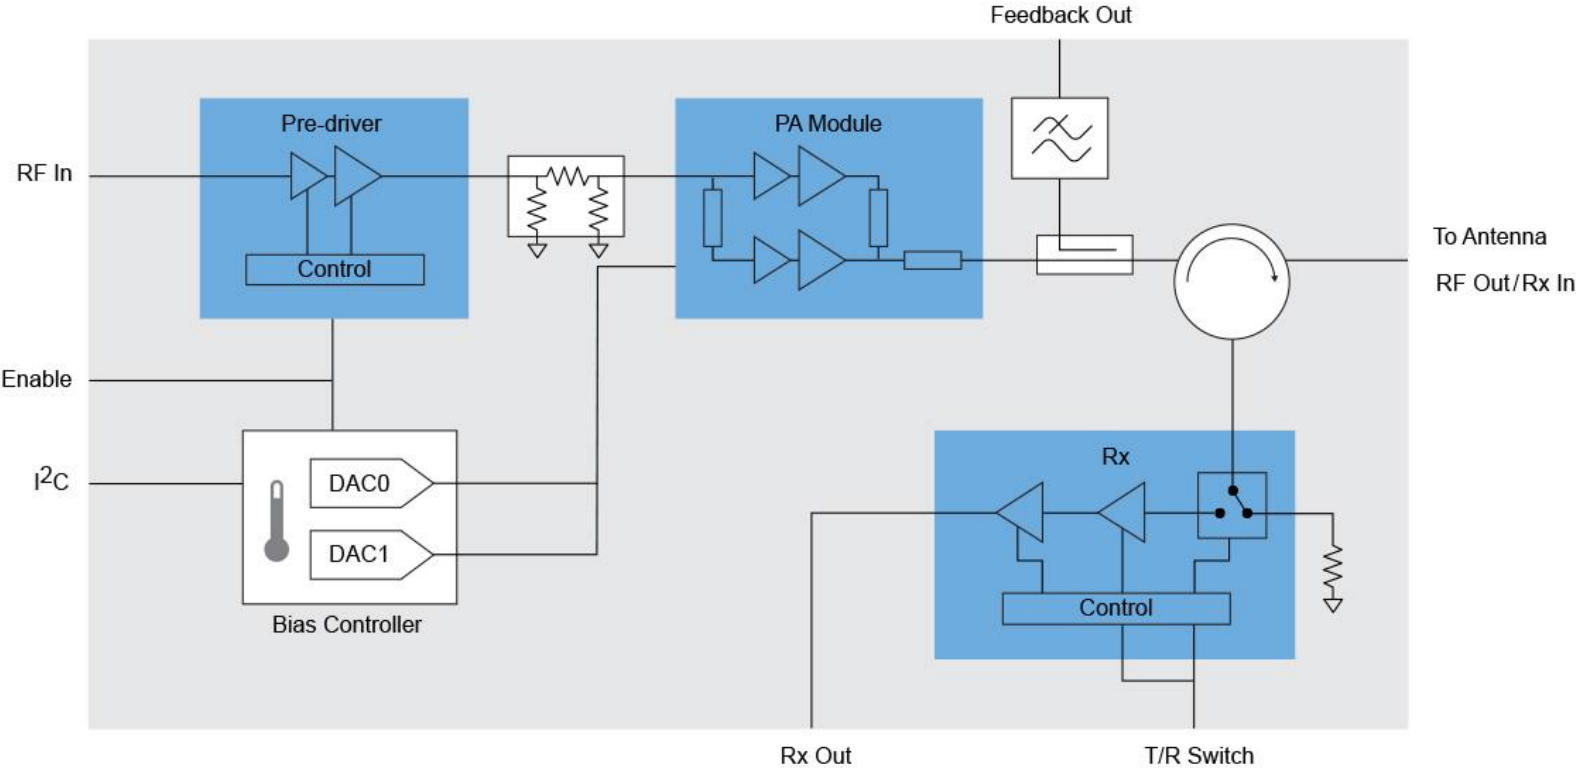 Feedback Out
Pre-driver
PA Module
RF In
Control
To Antenna
RF Out/Rx In
Enable
I²C
DAC0
DAC1
Bias Controller
Rx
Control
Rx Out
T/R Switch